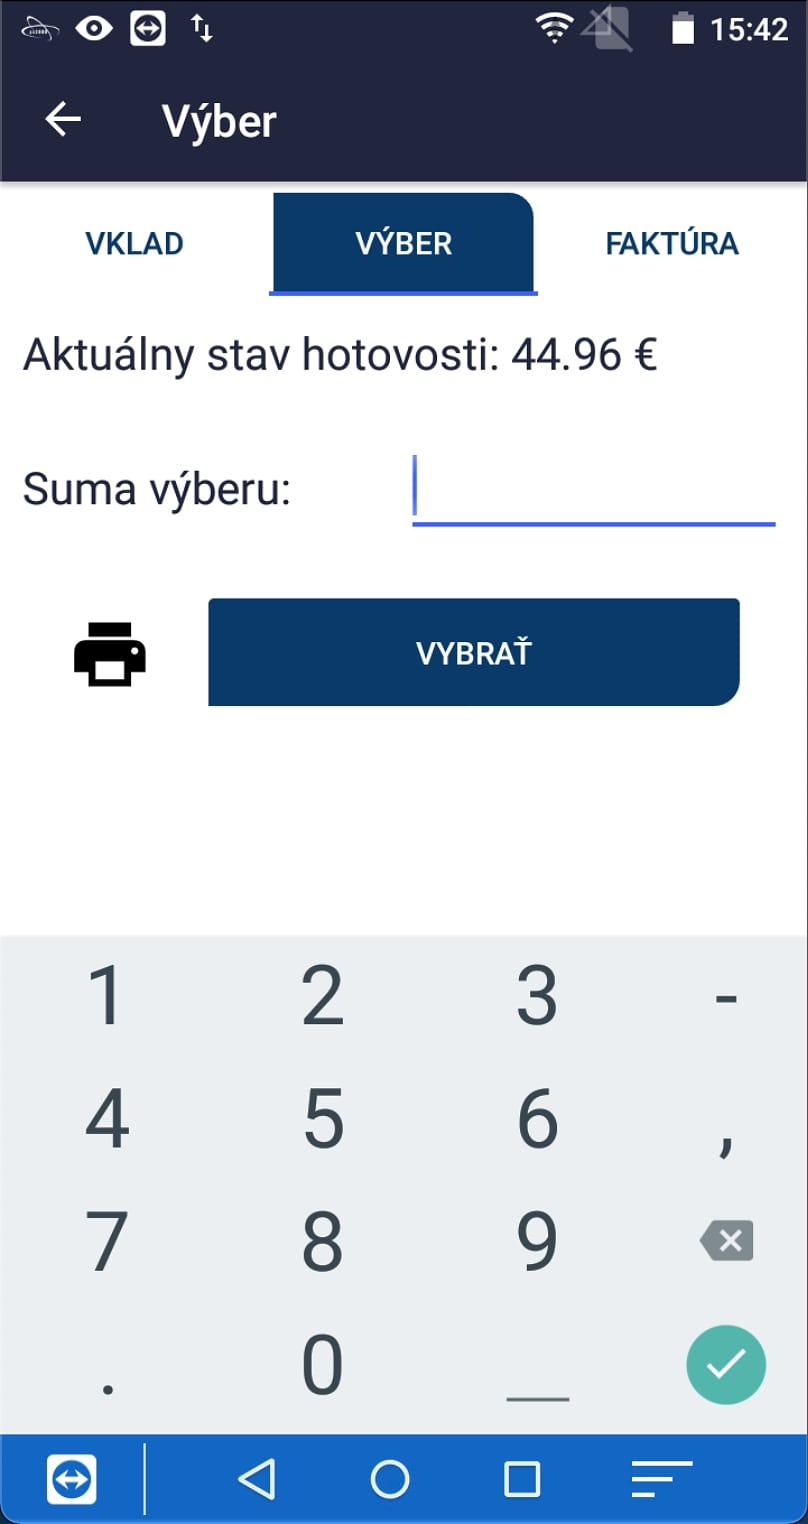 15:42
Výber
VKLAD VÝBER FAKTÚRA
Aktuálny stav hotovosti: 44.96 €
Suma výberu:
VYBRAŤ
1 2 3 -
4 5 6 ,
7 8 9
. 0 _